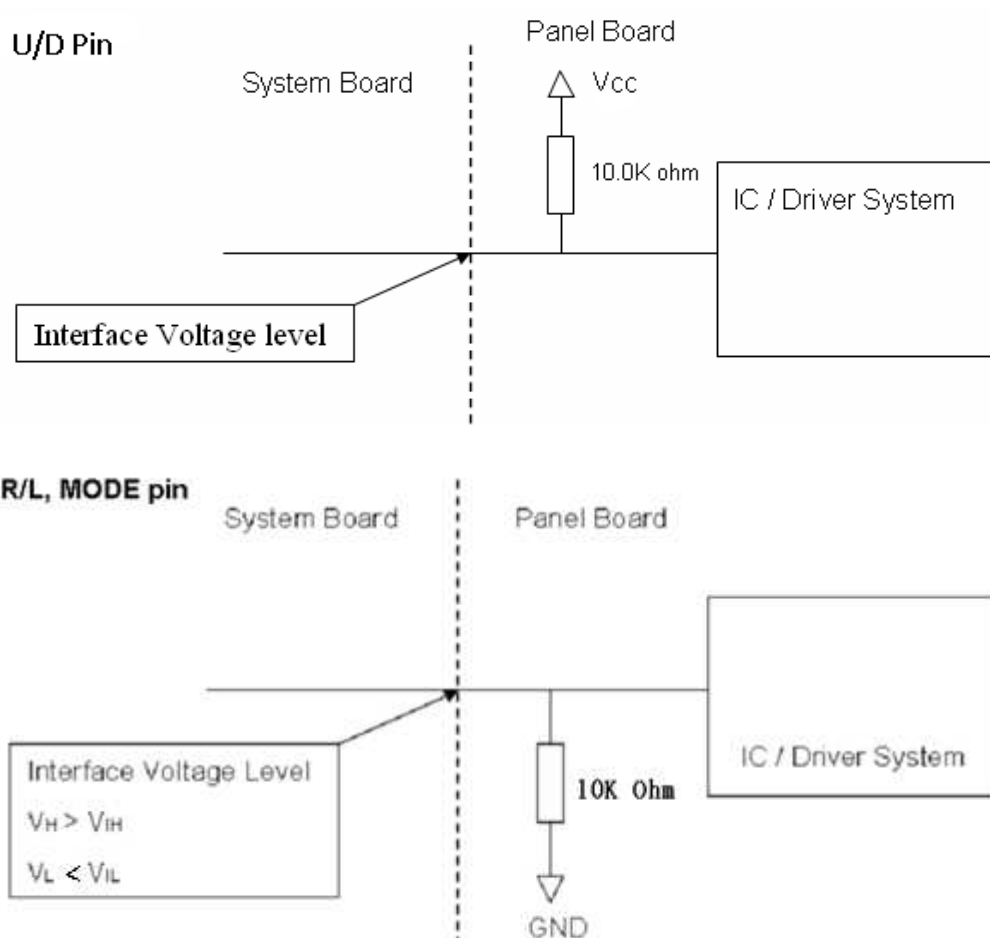 U/D Pin
Panel Board
System Board
Vcc
10.0K ohm
IC / Driver System
Interface Voltage level
R/L, MODE pin
System Board
Panel Board
Interface Voltage Level
VH > VIH
VL < VIL
10K Ohm
IC / Driver System
GND